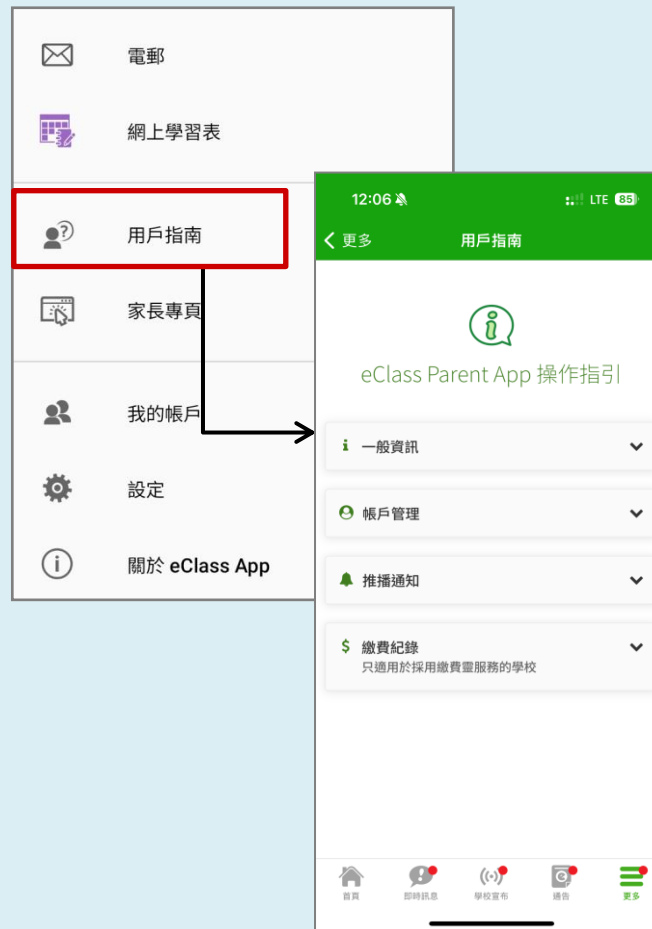 電郵
網上學習表
用戶指南
家長專頁
我的帳戶
設定
關於 eClass App
12:06
LTE 85
更多
用戶指南
eClass Parent App 操作指引
一般資訊
帳戶管理
推播通知
繳費紀錄
只適用於採用繳費靈服務的學校
首頁
即時訊息
學校宣布
通告
更多